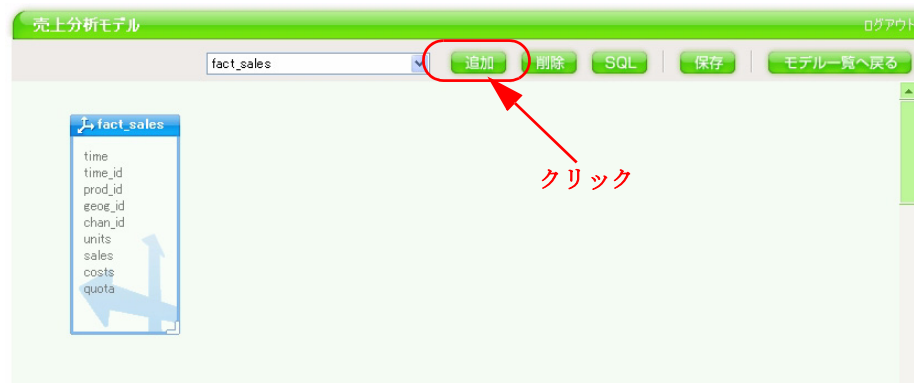 売上分析モデル
ログアウト
fact_sales
追加
削除
SQL
保存
モデル一覧へ戻る
fact_sales
time
time_id
prod_id
geog_id
chan_id
units
sales
costs
quota
クリック